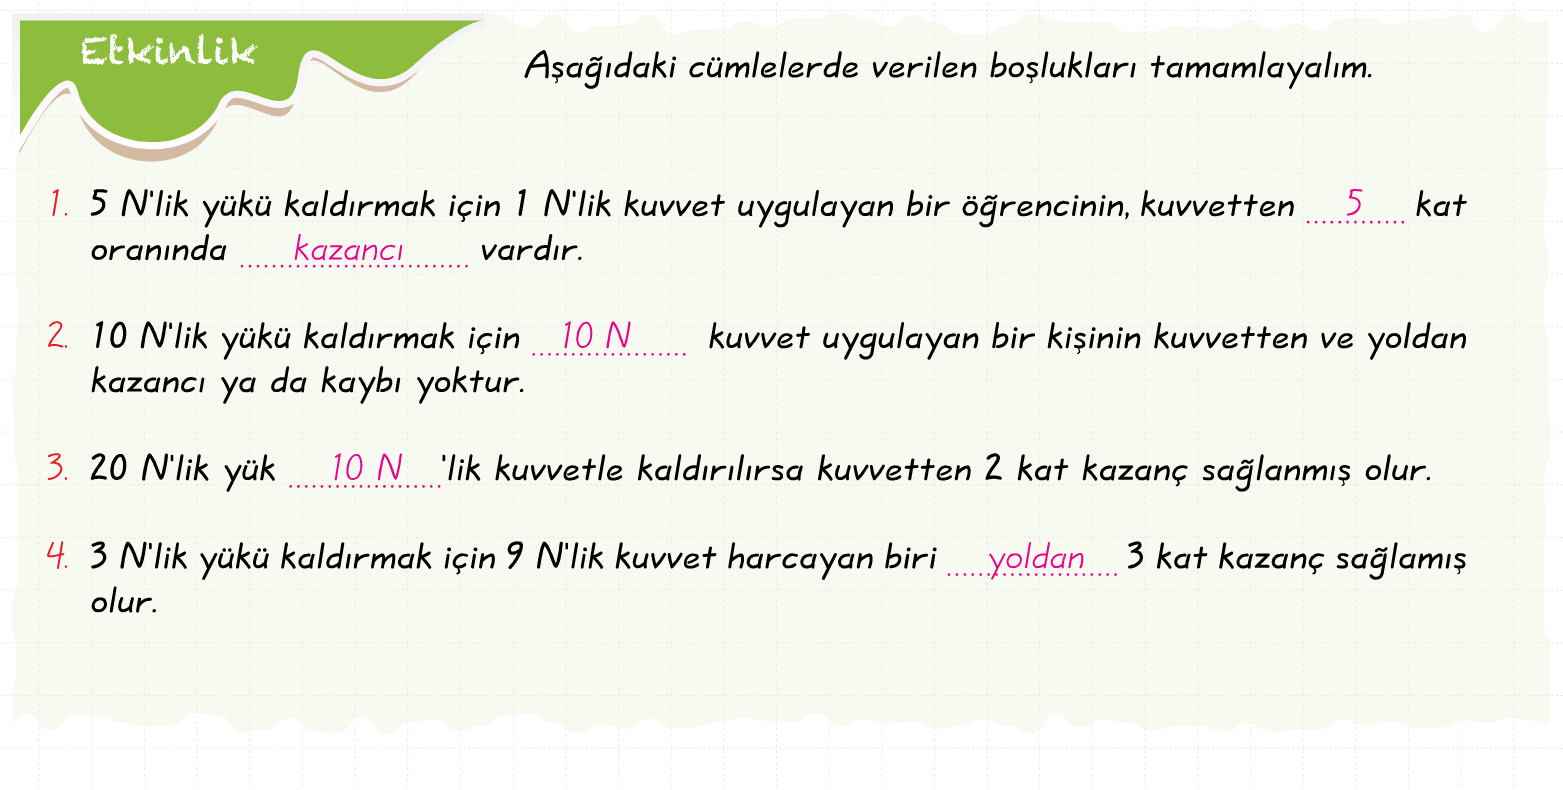 Etkinlik
Aşağıdaki cümlelerde verilen boşlukları tamamlayalım.
1. 5 N'lik yükü kaldırmak için 1 N'lik kuvvet uygulayan bir öğrencinin, kuvvetten 5 kat
oranında kazancı vardır.
2. 10 N'lik yükü kaldırmak için 10 N kuvvet uygulayan bir kişinin kuvvetten ve yoldan
kazancı ya da kaybı yoktur.
3. 20 N'lik yük 10 N 'lik kuvvetle kaldırılırsa kuvvetten 2 kat kazanç sağlanmış olur.
4. 3 N'lik yükü kaldırmak için 9 N'lik kuvvet harcayan biri yoldan 3 kat kazanç sağlamış
olur.